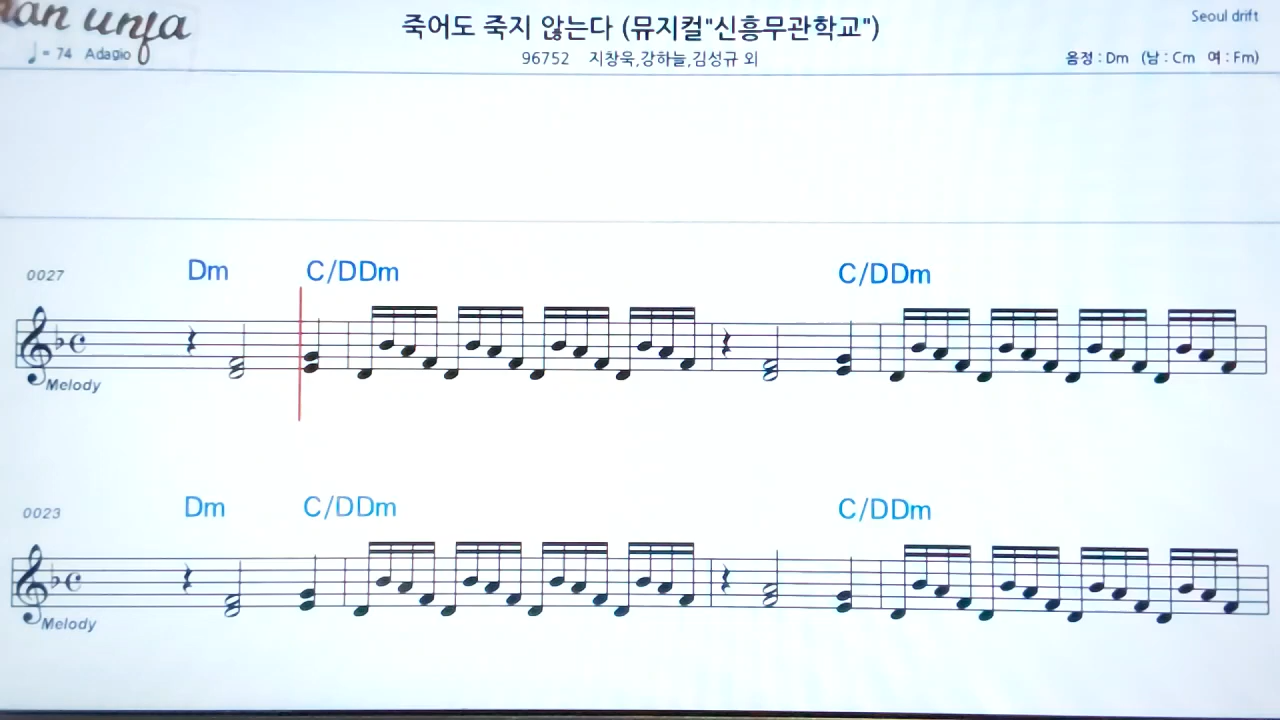 죽어도 죽지 않는다 (뮤지컬"신흥무관학교")
Seoul drift
♩ = 74 Adagio
96752 지창욱,강하늘,김성규 외
음정 : Dm (남 : Cm 여 : Fm)
0027 Dm C/DDm C/DDm
Melody
0023 Dm C/DDm C/DDm
Melody